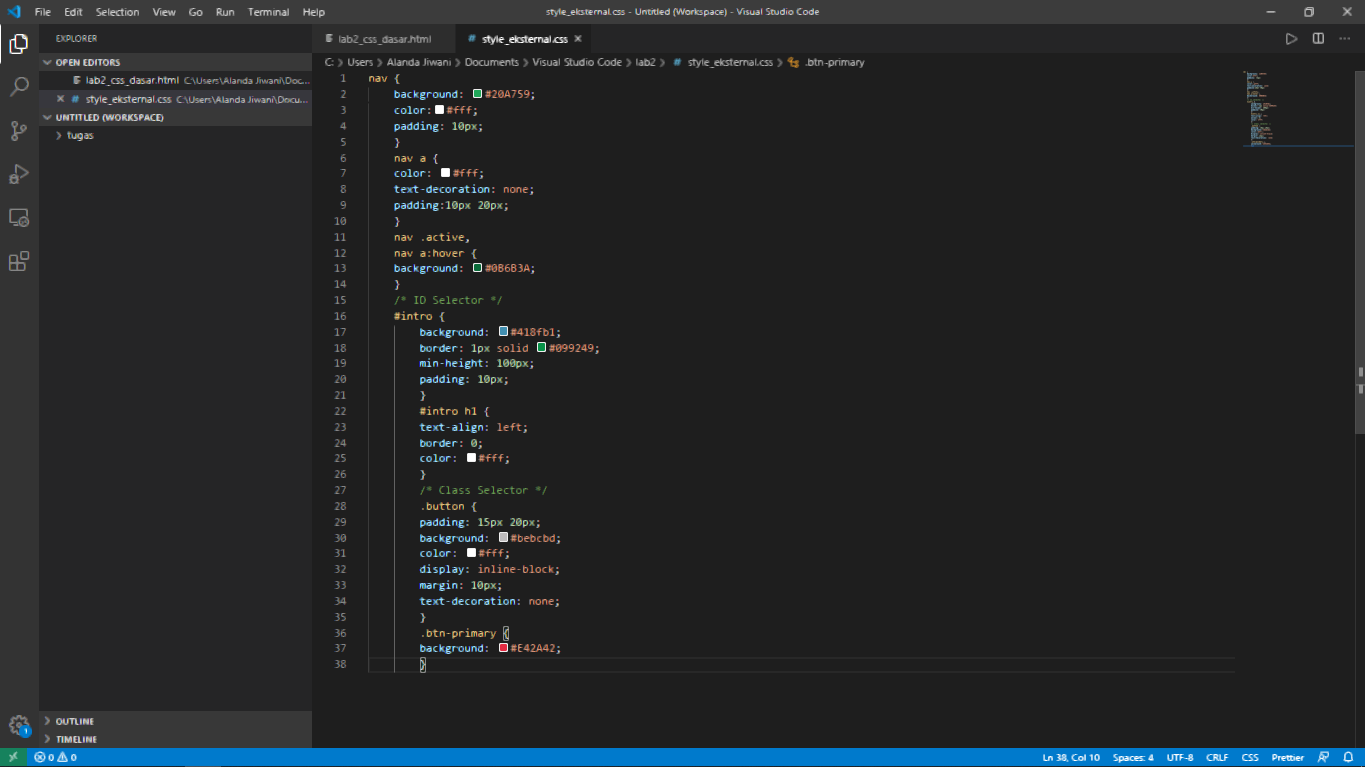 File Edit Selection View Go Run Terminal Help
style_eksternal.css - Untitled (Workspace) - Visual Studio Code
EXPLORER
OPEN EDITORS
lab2_css_dasar.html C:\Users\Alanda Jiwani\Doc...
style_eksternal.css C:\Users\Alanda Jiwani\Docu...
UNTITLED (WORKSPACE)
Tugas
OUTLINE
TIMELINE
lab2_css_dasar.html
style_eksternal.css
C: > Users > Alanda Jiwani > Documents > Visual Studio Code > lab2 > # style_eksternal.css > .btn-primary
1 nav {
2 background: #20A759;
3 color: #fff;
4 padding: 10px;
5 }
6 nav a {
7 color: #fff;
8 text-decoration: none;
9 padding:10px 20px;
10 }
11 nav .active,
12 nav a:hover {
13 background: #0B6B3A;
14 }
15 /* ID Selector */
16 #intro {
17 background: #418fb1;
18 border: 1px solid #099249;
19 min-height: 100px;
20 padding: 10px;
21 }
22 #intro h1 {
23 text-align: left;
24 border: 0;
25 color: #fff;
26 }
27 /* Class Selector */
28 .button {
29 padding: 15px 20px;
30 background: #bebcbd;
31 color: #fff;
32 display: inline-block;
33 margin: 10px;
34 text-decoration: none;
35 }
36 .btn-primary {
37 background: #E42A42;
38 }
1
0 0 Ln 38, Col 10 Spaces: 4 UTF-8 CRLF CSS Prettier